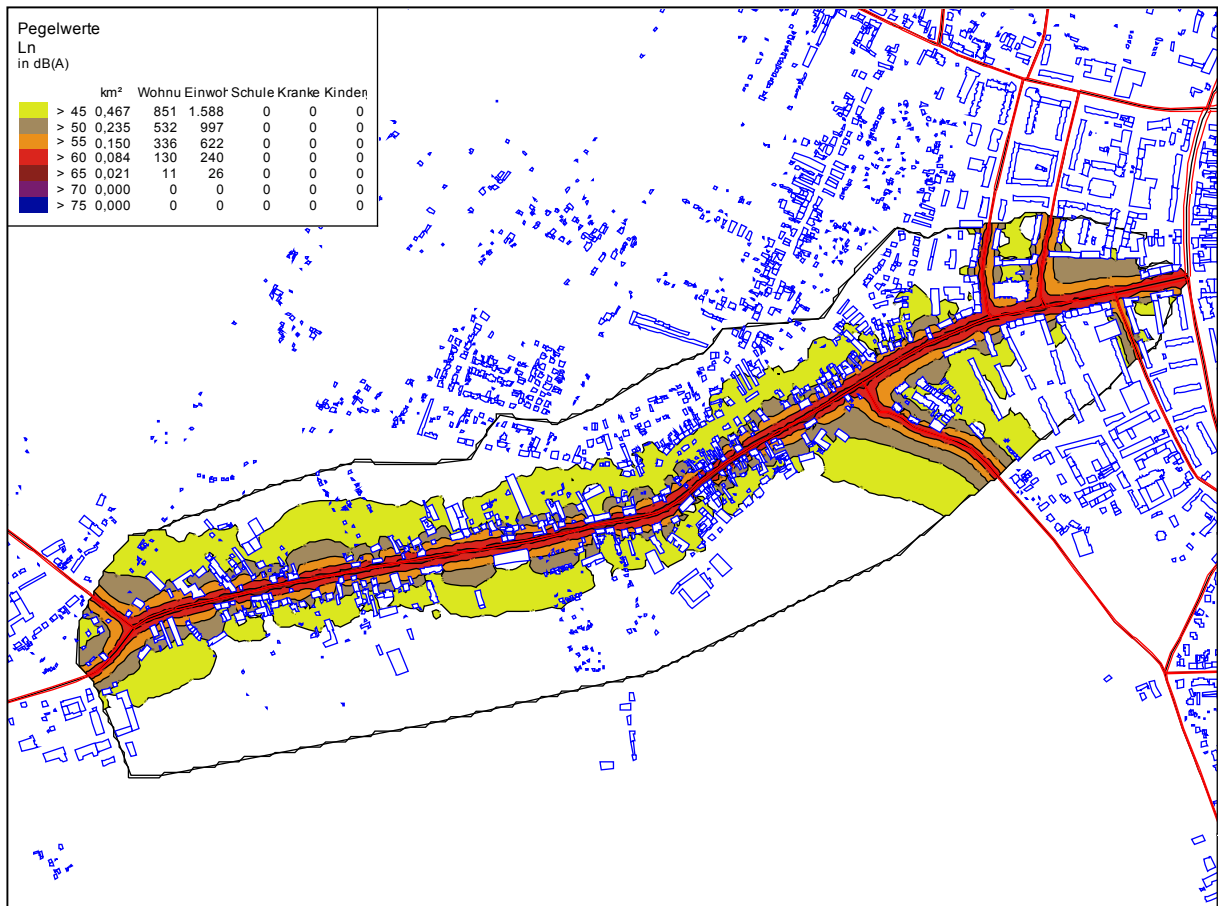 Pegelwerte
Ln
in dB(A)
km² Wohnu Einwoh Schule Kranke Kinder
> 45 0,467 851 1.588 0 0 0
> 50 0,235 532 997 0 0 0
> 55 0,150 336 622 0 0 0
> 60 0,084 130 240 0 0 0
> 65 0,021 11 26 0 0 0
> 70 0,000 0 0 0 0 0
> 75 0,000 0 0 0 0 0